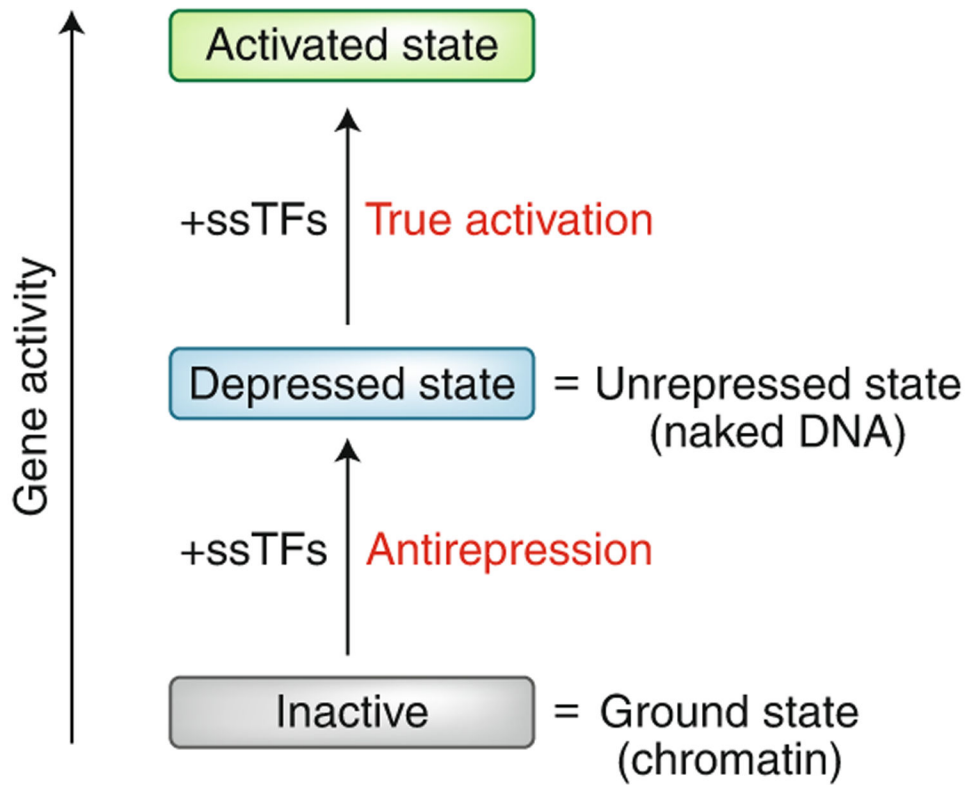 Activated state
+ssTFs True activation
Gene activity
Depressed state = Unrepressed state
(naked DNA)
+ssTFs Antirepression
Inactive = Ground state
(chromatin)